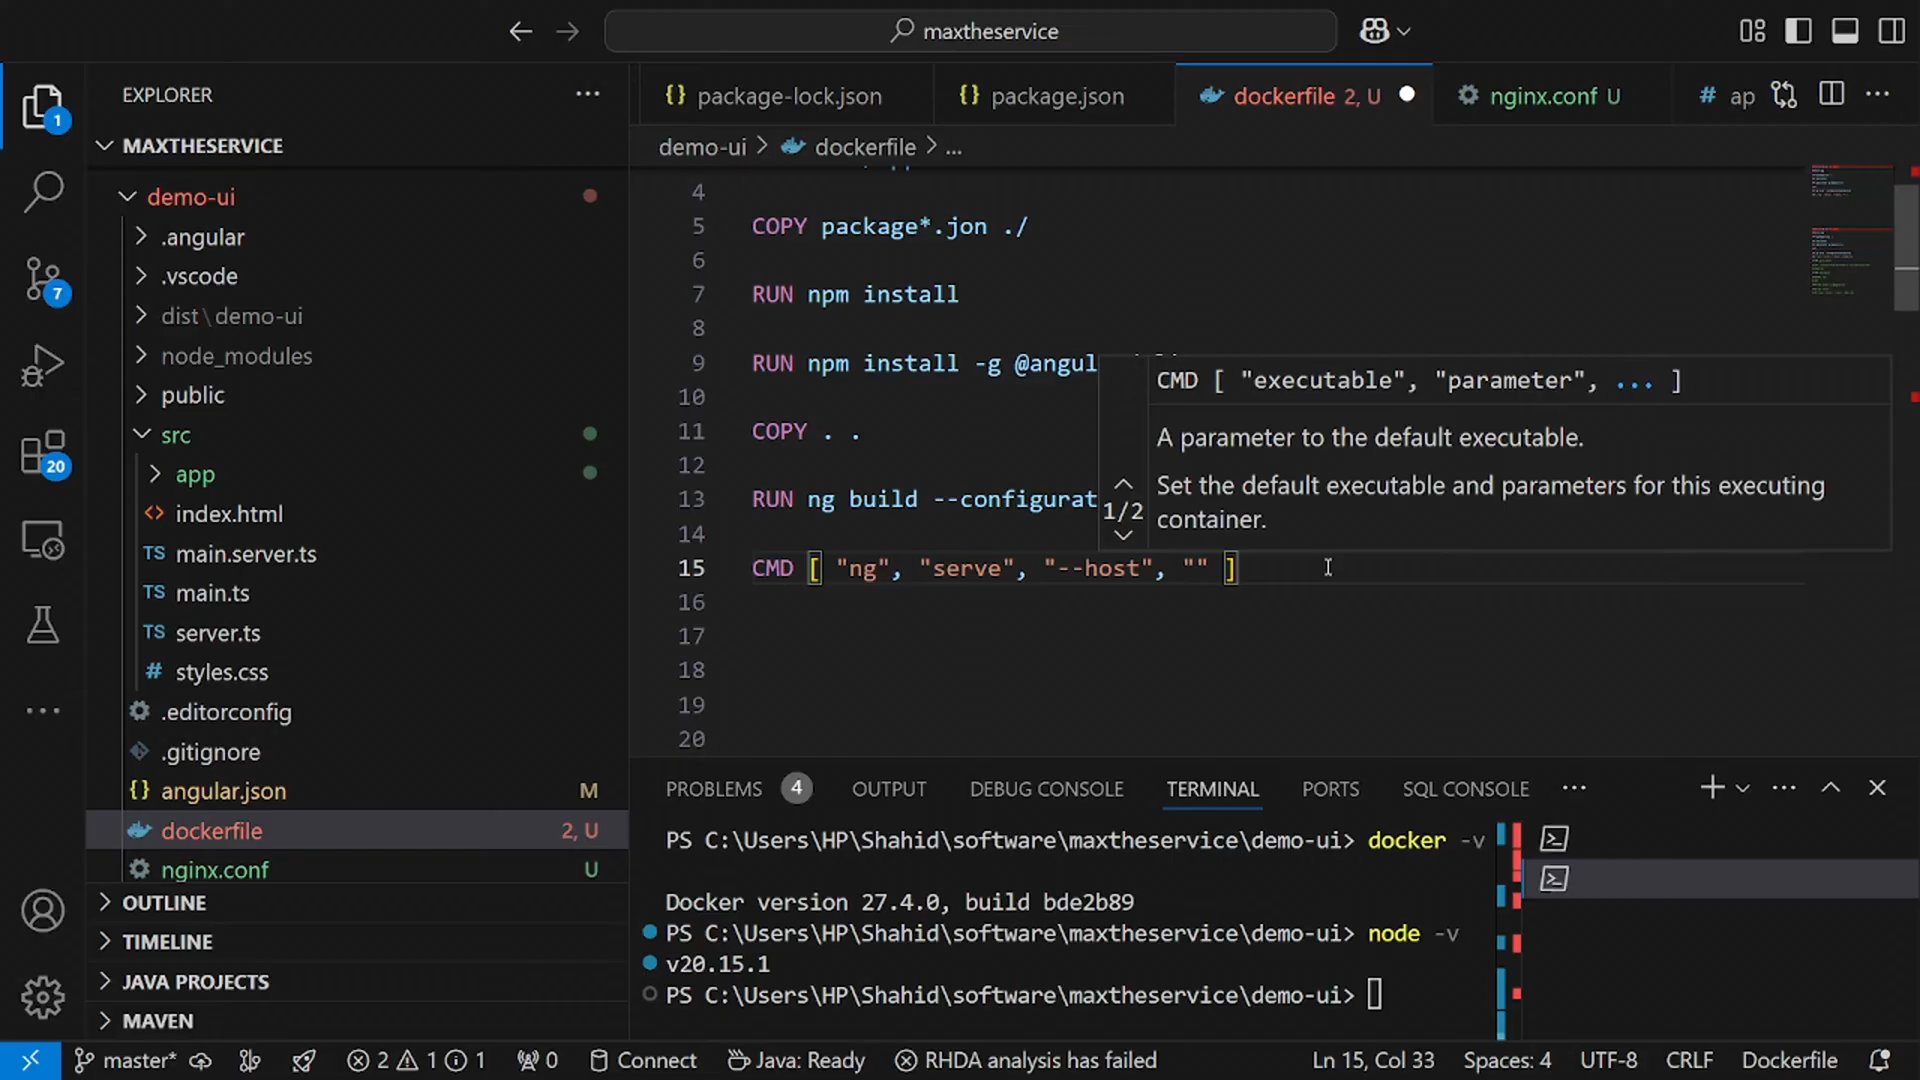 maxtheservice
EXPLORER
MAXTHESERVICE
demo-ui
.angular
.vscode
dist\demo-ui
node_modules
public
src
app
index.html
TS main.server.ts
TS main.ts
TS server.ts
# styles.css
.editorconfig
.gitignore
{} angular.json M
dockerfile 2, U
nginx.conf U
OUTLINE
TIMELINE
JAVA PROJECTS
MAVEN
1
7
20
{} package-lock.json
{} package.json
dockerfile 2, U
nginx.conf U
# ap
demo-ui > dockerfile > ...
4
5 COPY package*.jon ./
6
7 RUN npm install
8
9 RUN npm install -g @angul
10
11 COPY . .
12
13 RUN ng build --configurat
14
15 CMD [ "ng", "serve", "--host", "" ]
16
17
18
19
20
CMD [ "executable", "parameter", ... ]
A parameter to the default executable.
1/2
Set the default executable and parameters for this executing
container.
PROBLEMS 4 OUTPUT DEBUG CONSOLE TERMINAL PORTS SQL CONSOLE
PS C:\Users\HP\Shahid\software\maxtheservice\demo-ui> docker -v
Docker version 27.4.0, build bde2b89
PS C:\Users\HP\Shahid\software\maxtheservice\demo-ui> node -v
v20.15.1
PS C:\Users\HP\Shahid\software\maxtheservice\demo-ui>
master* 2 1 1 0 Connect Java: Ready RHDA analysis has failed Ln 15, Col 33 Spaces: 4 UTF-8 CRLF Dockerfile